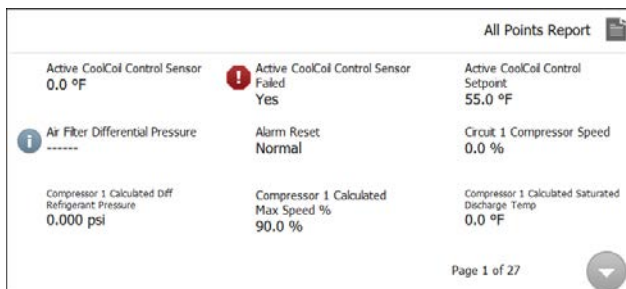 All Points Report
Active CoolCoil Control Sensor
0.0 ºF
Active CoolCoil Control Sensor
Failed
Yes
Active CoolCoil Control
Setpoint
55.0 ºF
Air Filter Differential Pressure
------
Alarm Reset
Normal
Circuit 1 Compressor Speed
0.0 %
Compressor 1 Calculated Diff
Refrigerant Pressure
0.000 psi
Compressor 1 Calculated
Max Speed %
90.0 %
Compressor 1 Calculated Saturated
Discharge Temp
0.0 ºF
Page 1 of 27